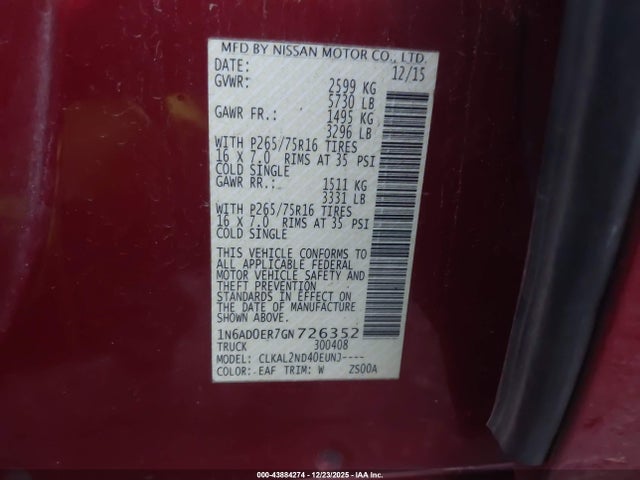 MFD BY NISSAN MOTOR CO., LTD.
DATE: 12/15
GVWR: 2599 KG
5730 LB
GAWR FR.: 1495 KG
3296 LB
WITH P265/75R16 TIRES
16 X 7.0 RIMS AT 35 PSI
COLD SINGLE
GAWR RR.: 1511 KG
3331 LB
WITH P265/75R16 TIRES
16 X 7.0 RIMS AT 35 PSI
COLD SINGLE
THIS VEHICLE CONFORMS TO
ALL APPLICABLE FEDERAL
MOTOR VEHICLE SAFETY AND
THEFT PREVENTION
STANDARDS IN EFFECT ON
THE DATE OF MANUFACTURE
SHOWN ABOVE.
1N6AD0ER7GN726352
TRUCK 300408
MODEL: CLKAL2ND40EUNJ----
COLOR: EAF TRIM: W 2S00A
000-43884274 - 12/23/2025 - IAA Inc.